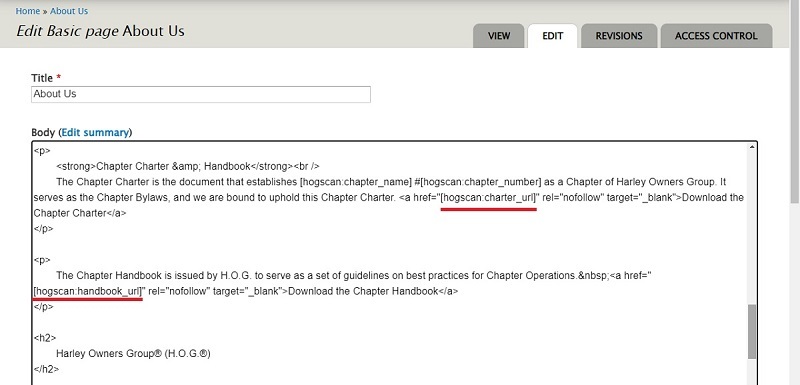 Home » About Us
Edit Basic page About Us
VIEW
EDIT
REVISIONS
ACCESS CONTROL
Title *
About Us
Body (Edit summary)
<p>
<strong>Chapter Charter &amp; Handbook</strong><br />
The Chapter Charter is the document that establishes [hogscan:chapter_name] #[hogscan:chapter_number] as a Chapter of Harley Owners Group. It
serves as the Chapter Bylaws, and we are bound to uphold this Chapter Charter. <a href="[hogscan:charter_url]" rel="nofollow" target="_blank">Download the
Chapter Charter</a>
</p>
<p>
The Chapter Handbook is issued by H.O.G. to serve as a set of guidelines on best practices for Chapter Operations.&nbsp;<a href="
[hogscan:handbook_url]" rel="nofollow" target="_blank">Download the Chapter Handbook</a>
</p>
<h2>
Harley Owners Group® (H.O.G.®)
</h2>